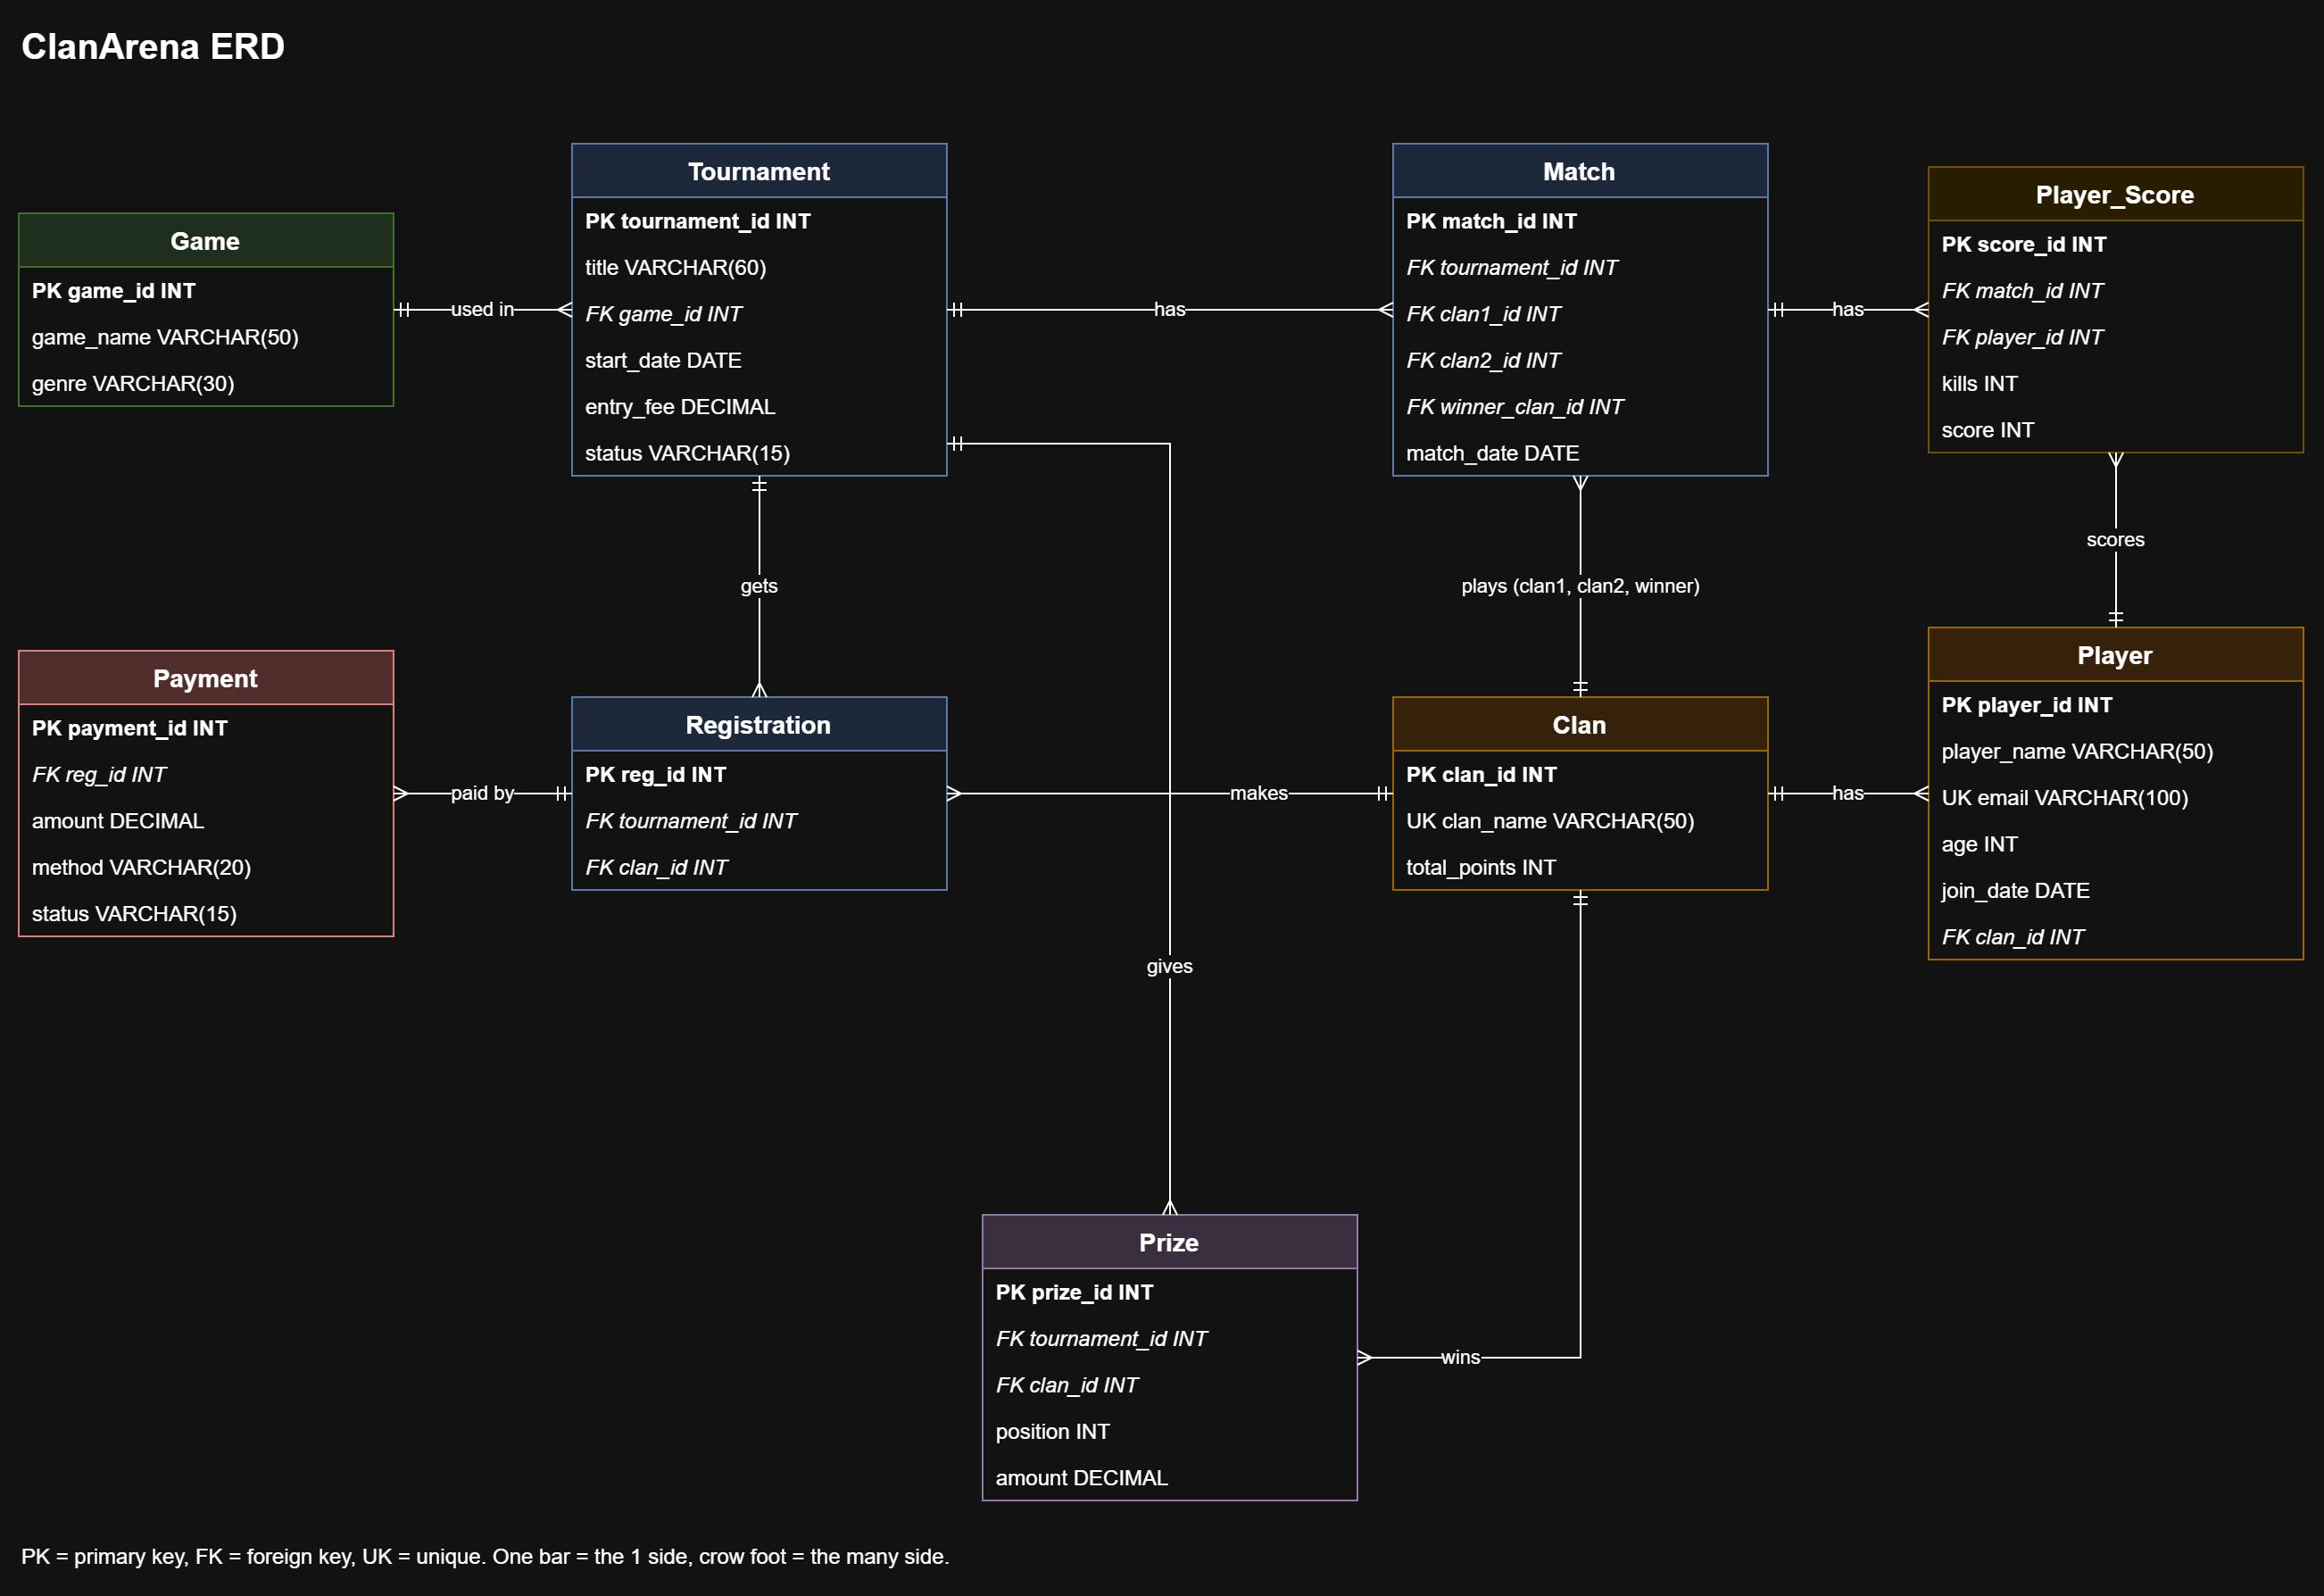 ClanArena ERD
Game
PK game_id INT
game_name VARCHAR(50)
genre VARCHAR(30)
used in
Tournament
PK tournament_id INT
title VARCHAR(60)
FK game_id INT
start_date DATE
entry_fee DECIMAL
status VARCHAR(15)
has
Match
PK match_id INT
FK tournament_id INT
FK clan1_id INT
FK clan2_id INT
FK winner_clan_id INT
match_date DATE
has
Player_Score
PK score_id INT
FK match_id INT
FK player_id INT
kills INT
score INT
gets
plays (clan1, clan2, winner)
scores
Payment
PK payment_id INT
FK reg_id INT
amount DECIMAL
method VARCHAR(20)
status VARCHAR(15)
paid by
Registration
PK reg_id INT
FK tournament_id INT
FK clan_id INT
makes
Clan
PK clan_id INT
UK clan_name VARCHAR(50)
total_points INT
has
Player
PK player_id INT
player_name VARCHAR(50)
UK email VARCHAR(100)
age INT
join_date DATE
FK clan_id INT
gives
Prize
PK prize_id INT
FK tournament_id INT
FK clan_id INT
position INT
amount DECIMAL
wins
PK = primary key, FK = foreign key, UK = unique. One bar = the 1 side, crow foot = the many side.